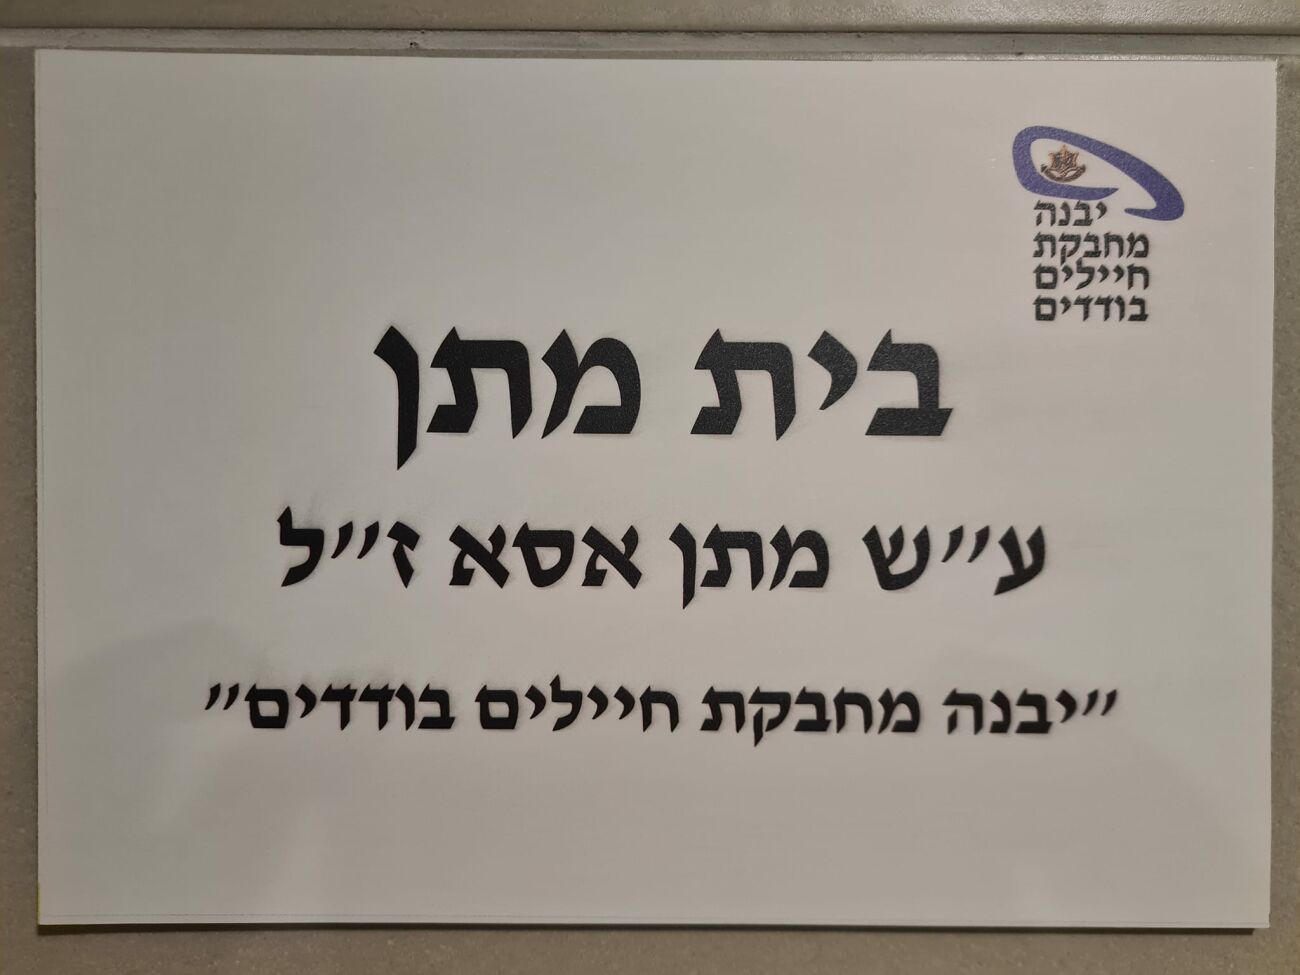 יבנה
מחבקת
חיילים
בודדים
בית מתן
ע״ש מתן אסא ז״ל
״יבנה מחבקת חיילים בודדים״